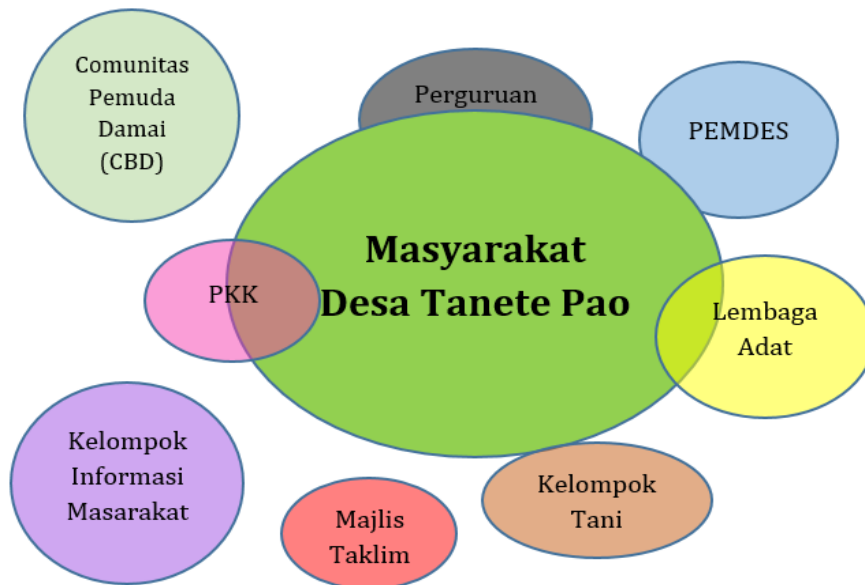 Comunitas
Pemuda
Damai
(CBD)
Perguruan
PEMDES
Masyarakat
Desa Tanete Pao
PKK
Lembaga
Adat
Kelompok
Informasi
Masarakat
Majlis
Taklim
Kelompok
Tani